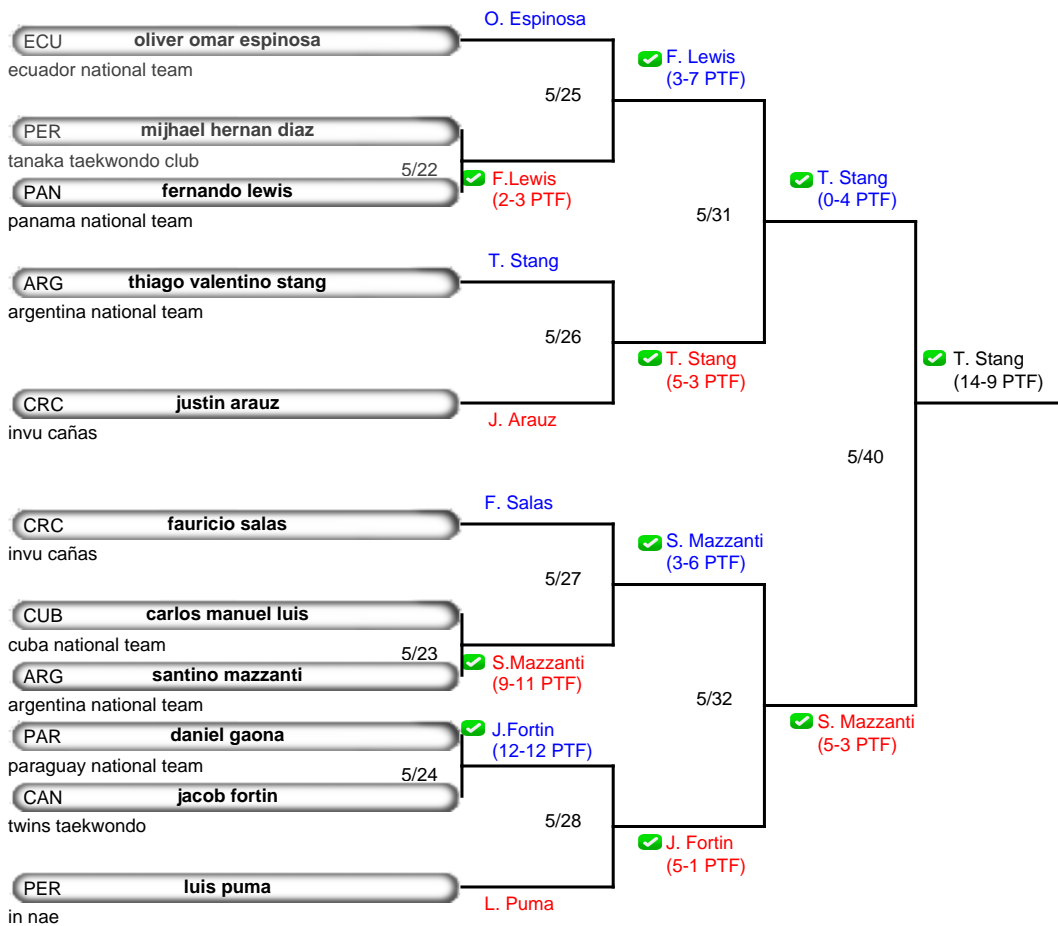 O. Espinosa
ECU oliver omar espinosa
ecuador national team
F. Lewis
(3-7 PTF)
5/25
PER mijhael hernan diaz
tanaka taekwondo club
5/22
PAN fernando lewis
panama national team
F.Lewis
(2-3 PTF)
T. Stang
(0-4 PTF)
5/31
T. Stang
ARG thiago valentino stang
argentina national team
5/26
T. Stang
(5-3 PTF)
T. Stang
(14-9 PTF)
CRC justin arauz
invu cañas
J. Arauz
5/40
F. Salas
CRC fauricio salas
invu cañas
S. Mazzanti
(3-6 PTF)
5/27
CUB carlos manuel luis
cuba national team
5/23
ARG santino mazzanti
argentina national team
S.Mazzanti
(9-11 PTF)
5/32
S. Mazzanti
(5-3 PTF)
PAR daniel gaona
paraguay national team
J.Fortin
(12-12 PTF)
5/24
CAN jacob fortin
twins taekwondo
5/28
J. Fortin
(5-1 PTF)
PER luis puma
in nae
L. Puma